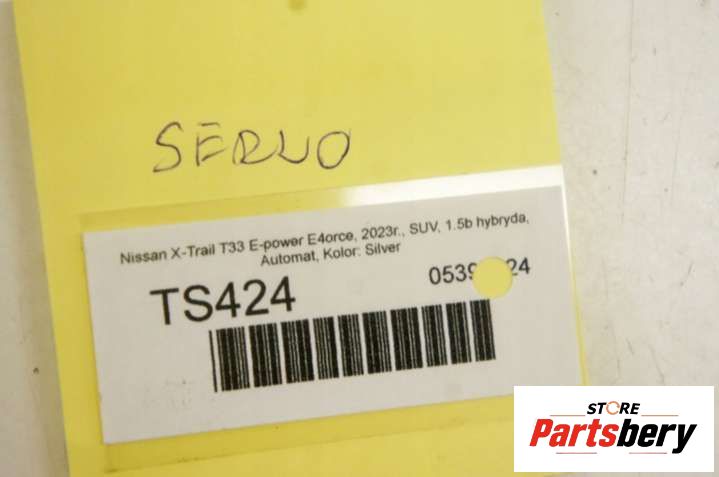 SERVO
Nissan X-Trail T33 E-power E4orce, 2023r., SUV, 1.5b hybryda,
Automat, Kolor: Silver
TS424
STORE
Partsbery